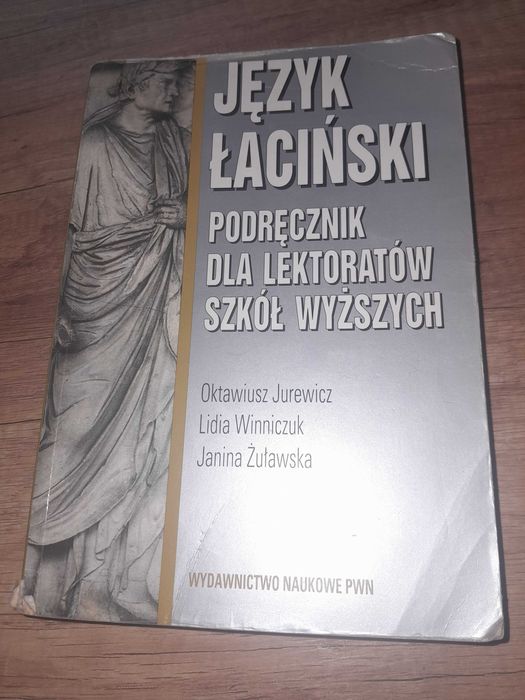 JĘZYK
ŁACIŃSKI
PODRĘCZNIK
DLA LEKTORATÓW
SZKÓŁ WYŻSZYCH
Oktawiusz Jurewicz
Lidia Winniczuk
Janina Żuławska
WYDAWNICTWO NAUKOWE PWN